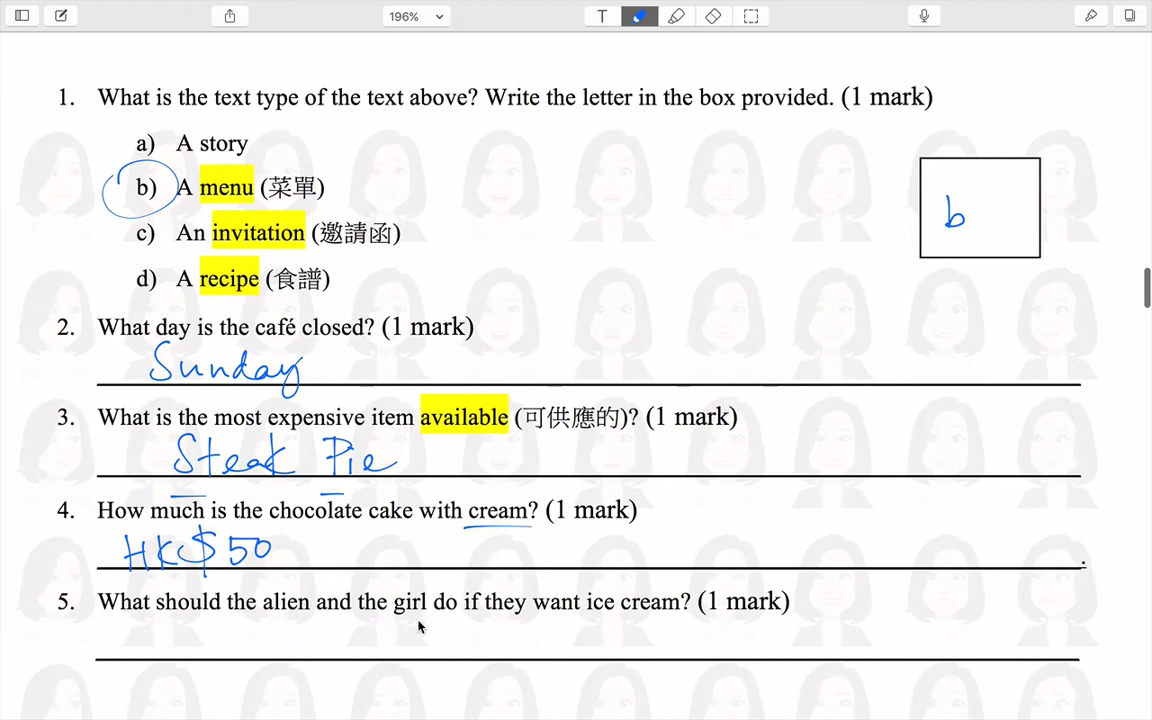 196%
T
1. What is the text type of the text above? Write the letter in the box provided. (1 mark)
a) A story
b) A menu (菜單)
c) An invitation (邀請函)
d) A recipe (食譜)
b
2. What day is the café closed? (1 mark)
Sunday
3. What is the most expensive item available (可供應的)? (1 mark)
Steak Pie
4. How much is the chocolate cake with cream? (1 mark)
HK$50
.
5. What should the alien and the girl do if they want ice cream? (1 mark)